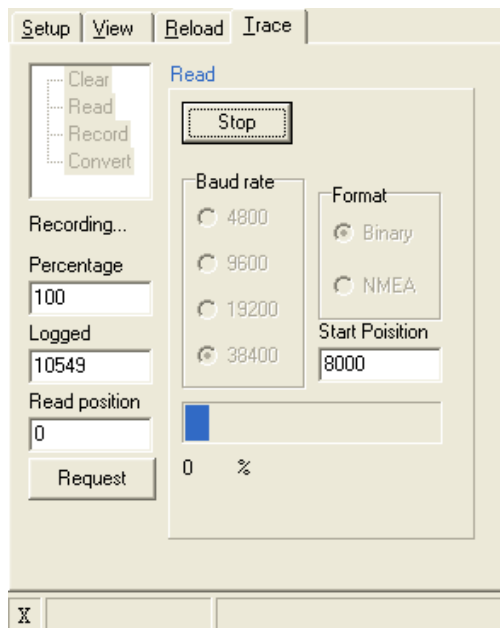 Setup View Reload Trace
Clear
Read
Record
Convert
Recording...
Percentage
100
Logged
10549
Read position
0
Request
Read
Stop
Baud rate
4800
9600
19200
38400
Format
Binary
NMEA
Start Poisition
8000
0 %
X